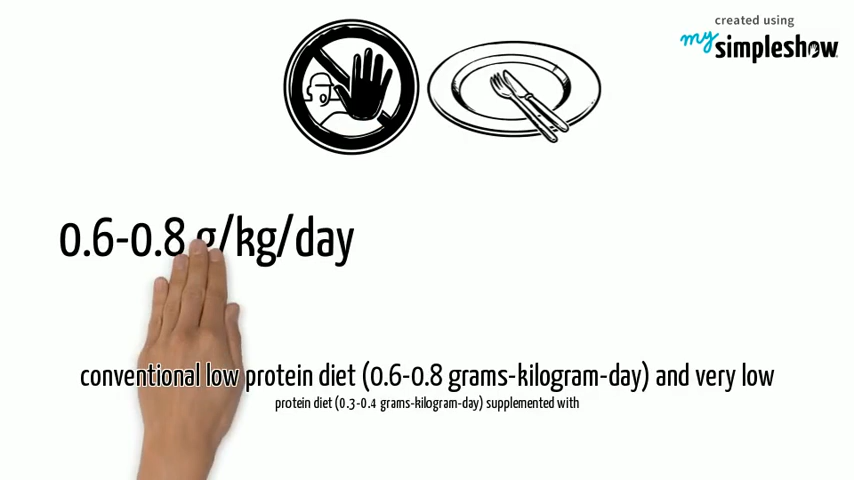 created using
my simpleshow
0.6-0.8 g/kg/day
conventional low protein diet (0.6-0.8 grams-kilogram-day) and very low
protein diet (0.3-0.4 grams-kilogram-day) supplemented with